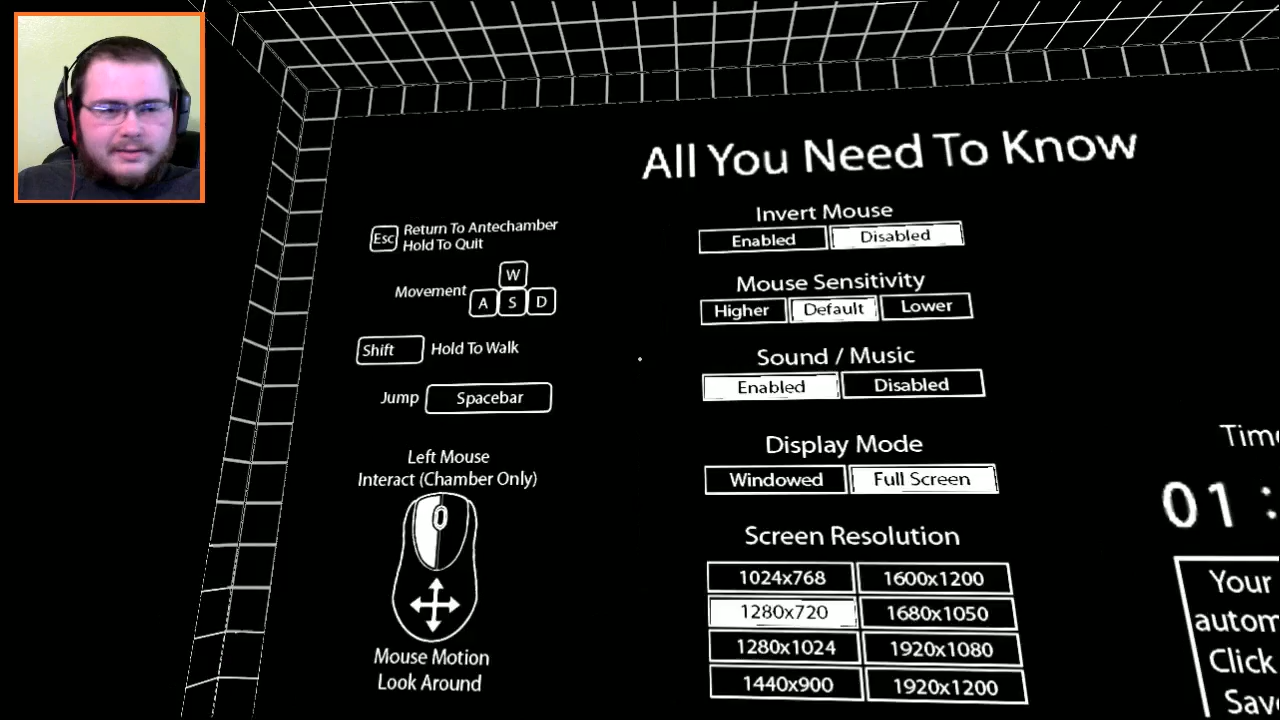 All You Need To Know
Esc Return To Antechamber
Hold To Quit
Movement
W
A S D
Shift Hold To Walk
Jump Spacebar
Left Mouse
Interact (Chamber Only)
Mouse Motion
Look Around
Invert Mouse
Enabled Disabled
Mouse Sensitivity
Higher Default Lower
Sound / Music
Enabled Disabled
Display Mode
Windowed Full Screen
Screen Resolution
1024x768 1600x1200
1280x720 1680x1050
1280x1024 1920x1080
1440x900 1920x1200
01 :
Your
Click